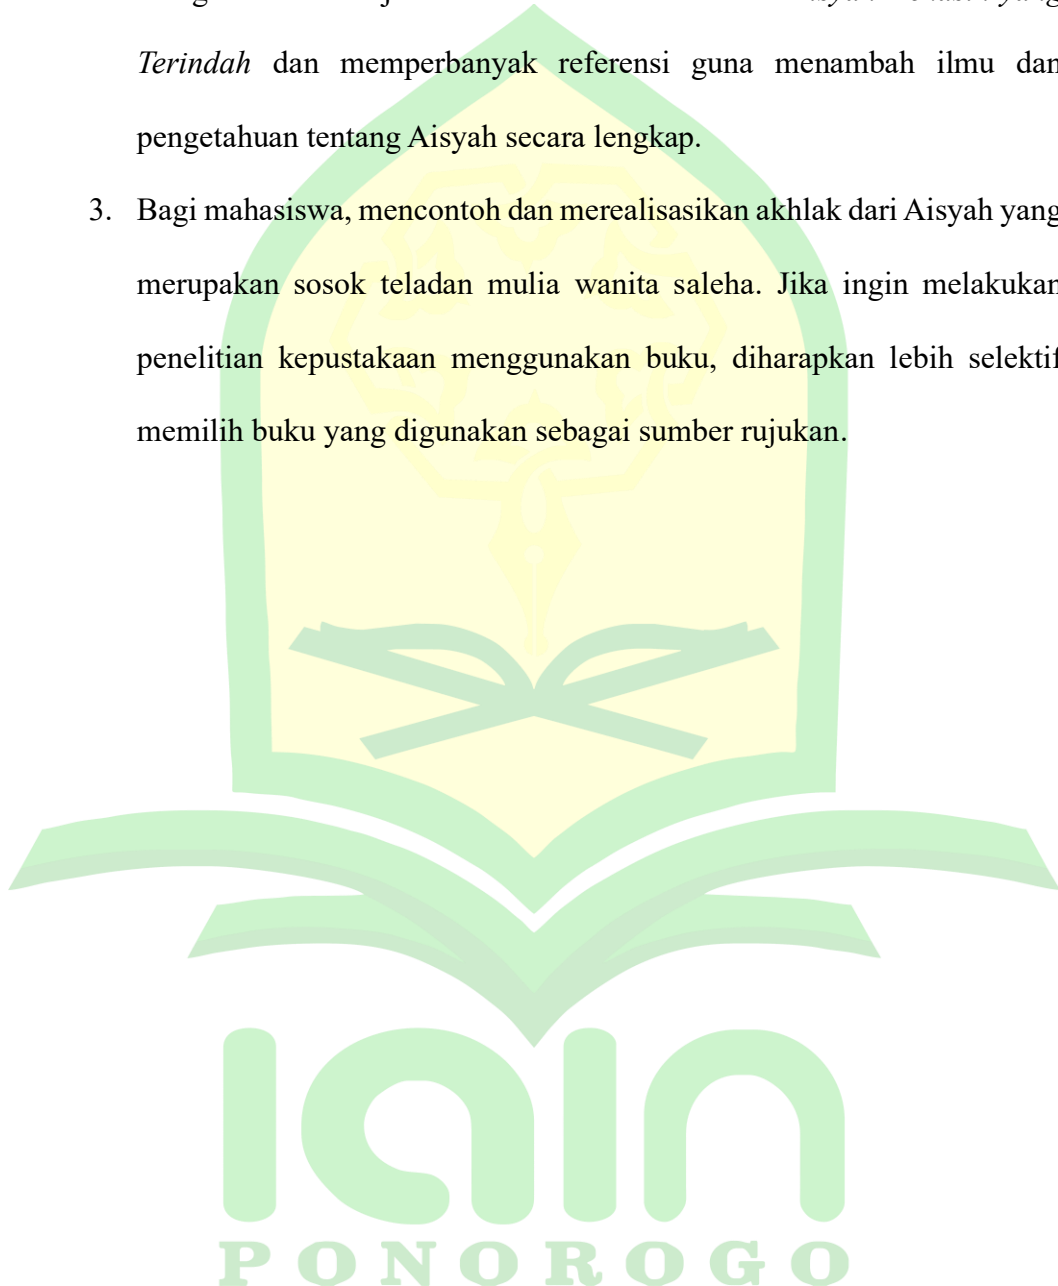 yang
Terindah dan memperbanyak referensi guna menambah ilmu dan
pengetahuan tentang Aisyah secara lengkap.
3. Bagi mahasiswa, mencontoh dan merealisasikan akhlak dari Aisyah yang
merupakan sosok teladan mulia wanita saleha. Jika ingin melakukan
penelitian kepustakaan menggunakan buku, diharapkan lebih selektif
memilih buku yang digunakan sebagai sumber rujukan.
iain
PONOROGO